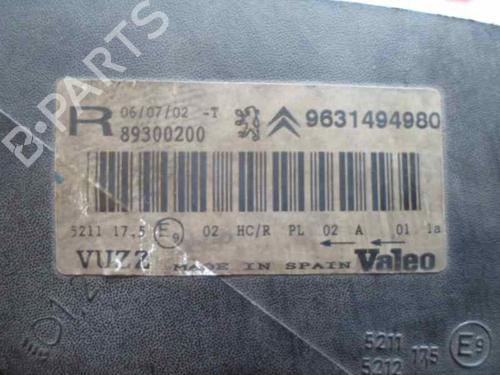 B·PARTS
R 06/07/02 -T
89300200 9631494980
5211 17.5 E9 02 HC/R PL 02 A 01 1a
VUZZ MADE IN SPAIN Valeo
5211
5212 175 E9